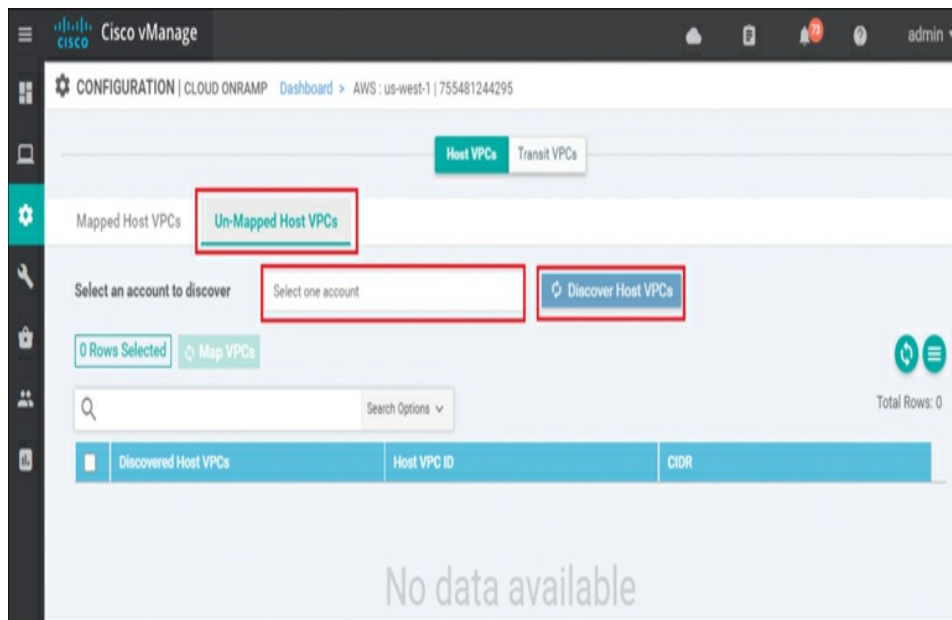 CISCO Cisco vManage 73 admin
CONFIGURATION | CLOUD ONRAMP Dashboard > AWS : us-west-1 | 755481244295
Host VPCs Transit VPCs
Mapped Host VPCs Un-Mapped Host VPCs
Select an account to discover Select one account Discover Host VPCs
0 Rows Selected Map VPCs
Search Options Total Rows: 0
Discovered Host VPCs Host VPC ID CIDR
No data available